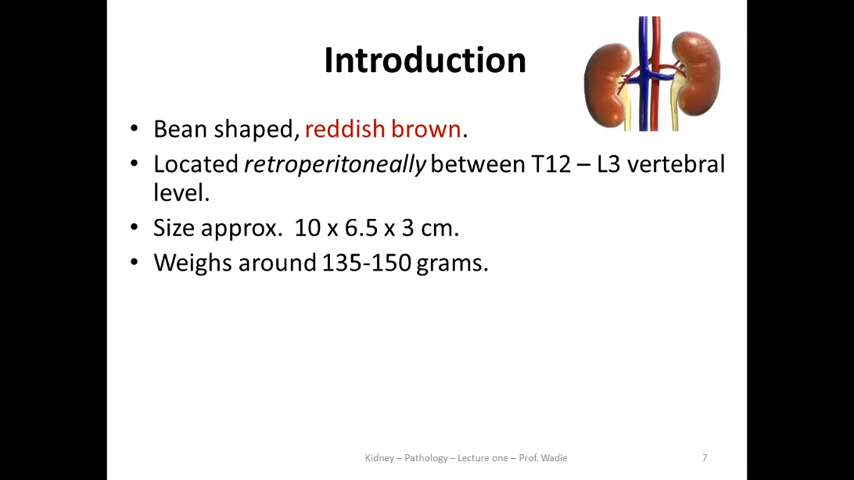 Introduction
• Bean shaped, reddish brown.
• Located retroperitoneally between T12 – L3 vertebral
level.
• Size approx. 10 x 6.5 x 3 cm.
• Weighs around 135-150 grams.
Kidney – Pathology – Lecture one – Prof. Wadie
7